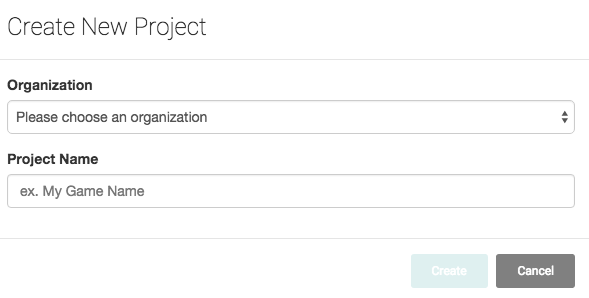 Create New Project
Organization
Please choose an organization
Project Name
ex. My Game Name
Create Cancel